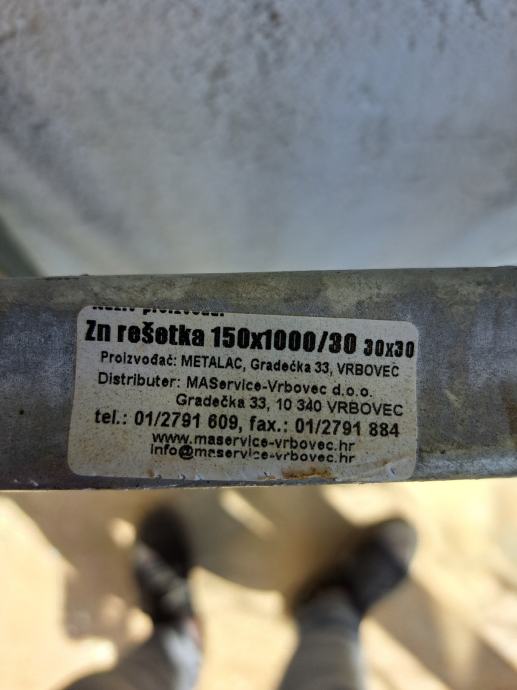 Zn rešetka 150x1000/30 30x30
Proizvođač: METALAC, Gradečka 33, VRBOVEC
Distributer: MAService-Vrbovec d.o.o.
Gradečka 33, 10 340 VRBOVEC
tel.: 01/2791 609, fax.: 01/2791 884
www.maservice-vrbovec.hr
info@maservice-vrbovec.hr